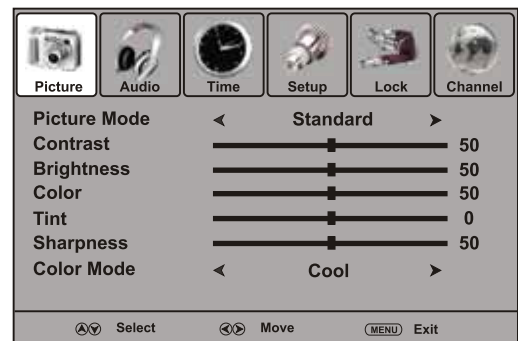 Picture Audio Time Setup Lock Channel
Picture Mode Standard
Contrast 50
Brightness 50
Color 50
Tint 0
Sharpness 50
Color Mode Cool
Select Move MENU Exit